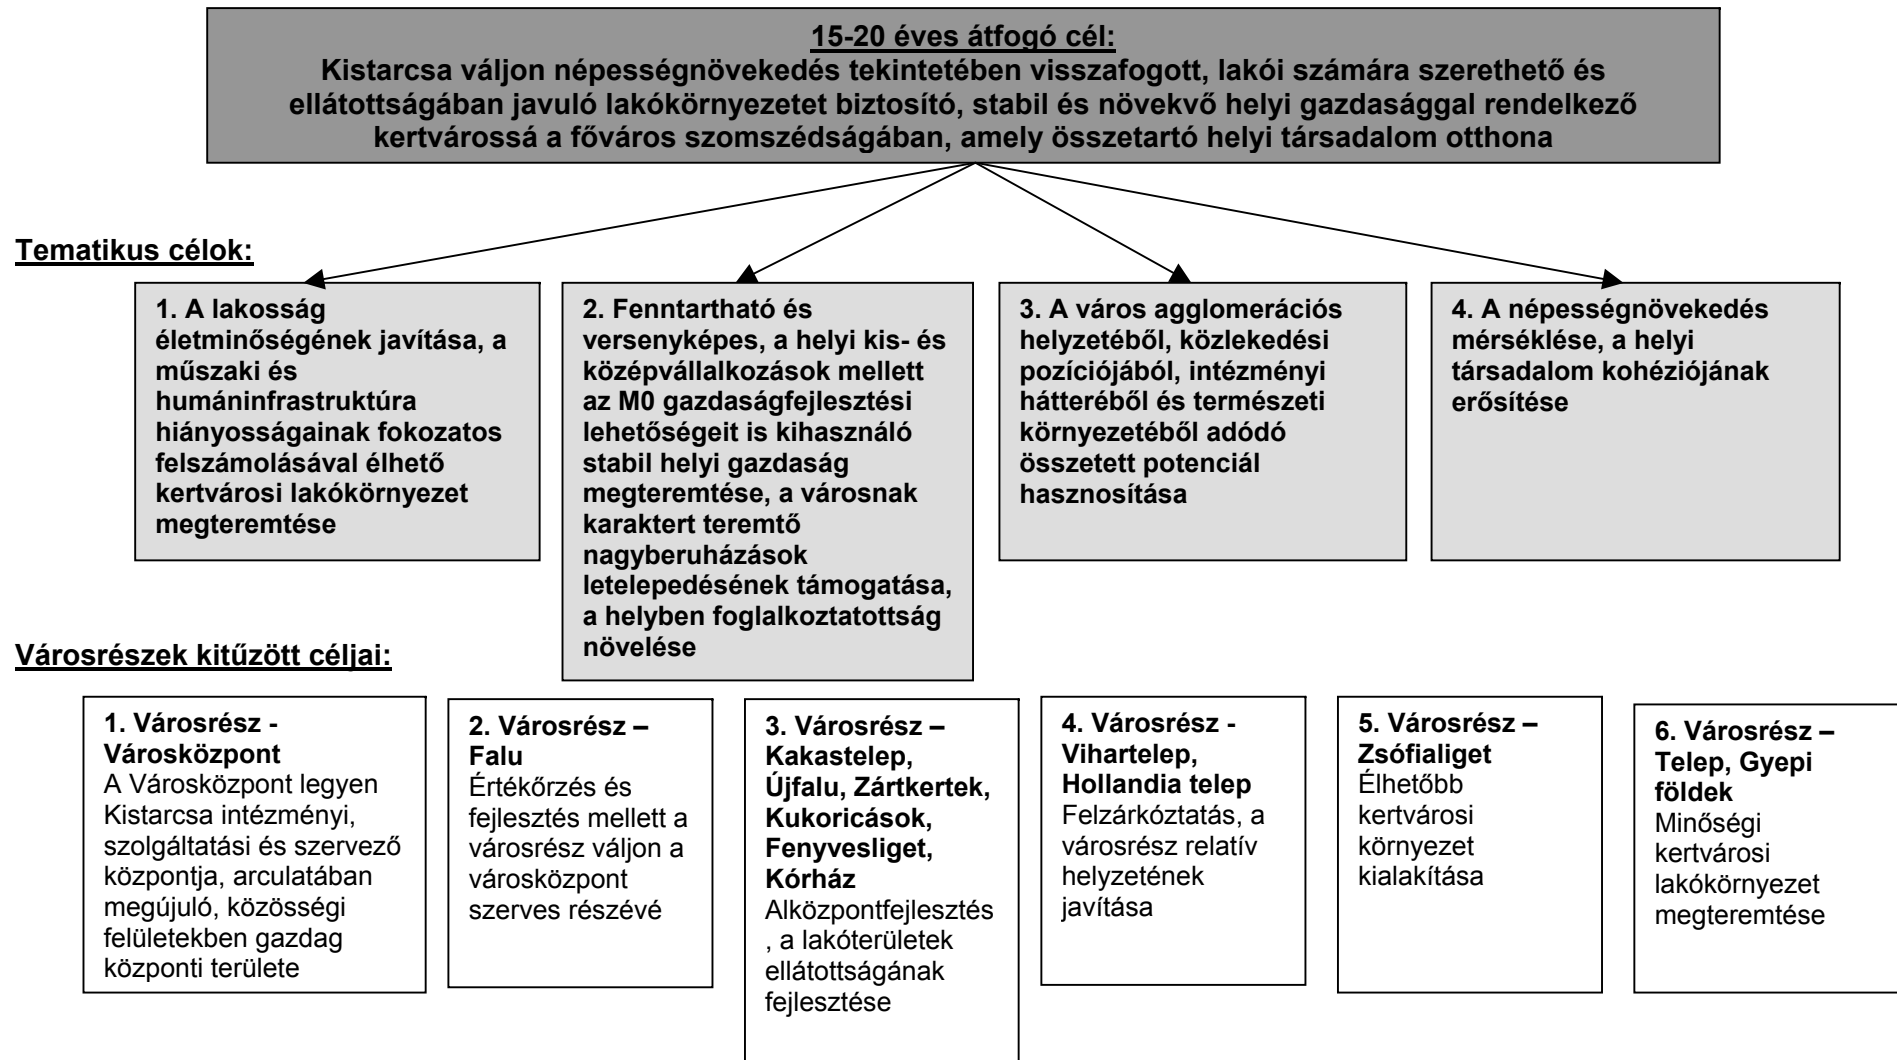 15-20 éves átfogó cél:
Kistarcsa váljon népességnövekedés tekintetében visszafogott, lakói számára szerethető és
ellátottságában javuló lakókörnyezetet biztosító, stabil és növekvő helyi gazdasággal rendelkező
kertvárossá a főváros szomszédságában, amely összetartó helyi társadalom otthona
Tematikus célok:
1. A lakosság
életminőségének javítása, a
műszaki és
humáninfrastruktúra
hiányosságainak fokozatos
felszámolásával élhető
kertvárosi lakókörnyezet
megteremtése
2. Fenntartható és
versenyképes, a helyi kis- és
középvállalkozások mellett
az M0 gazdaságfejlesztési
lehetőségeit is kihasználó
stabil helyi gazdaság
megteremtése, a városnak
karaktert teremtő
nagyberuházások
letelepedésének támogatása,
a helyben foglalkoztatottság
növelése
3. A város agglomerációs
helyzetéből, közlekedési
pozíciójából, intézményi
hátteréből és természeti
környezetéből adódó
összetett potenciál
hasznosítása
4. A népességnövekedés
mérséklése, a helyi
társadalom kohéziójának
erősítése
Városrészek kitűzött céljai:
1. Városrész -
Városközpont
A Városközpont legyen
Kistarcsa intézményi,
szolgáltatási és szervező
központja, arculatában
megújuló, közösségi
felületekben gazdag
központi területe
2. Városrész –
Falu
Értékőrzés és
fejlesztés mellett a
városrész váljon a
városközpont
szerves részévé
3. Városrész –
Kakastelep,
Újfalu, Zártkertek,
Kukoricások,
Fenyvesliget,
Kórház
Alközpontfejlesztés
, a lakóterületek
ellátottságának
fejlesztése
4. Városrész -
Vihartelep,
Hollandia telep
Felzárkóztatás, a
városrész relatív
helyzetének
javítása
5. Városrész –
Zsófialiget
Élhetőbb
kertvárosi
környezet
kialakítása
6. Városrész –
Telep, Gyepi
földek
Minőségi
kertvárosi
lakókörnyezet
megteremtése